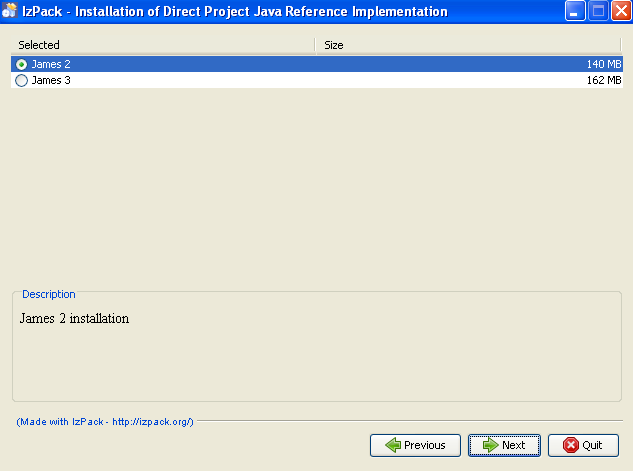 IzPack - Installation of Direct Project Java Reference Implementation
Selected Size
James 2 140 MB
James 3 162 MB
Description
James 2 installation
(Made with IzPack - http://izpack.org/)
Previous Next Quit